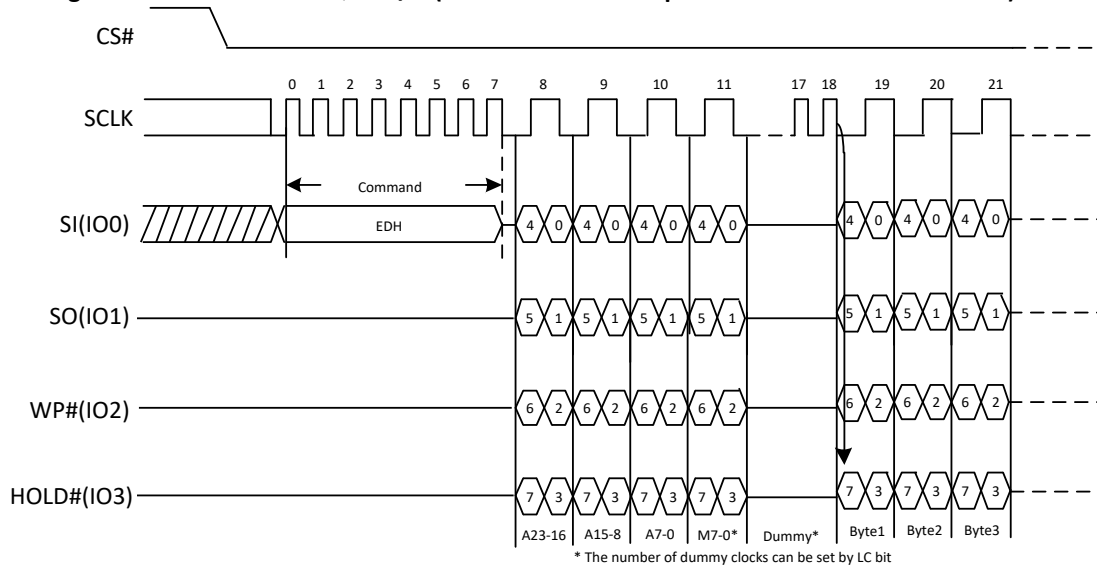 CS#
0 1 2 3 4 5 6 7 8 9 10 11 17 18 19 20 21
SCLK
Command
SI(IO0) EDH 4 0 4 0 4 0 4 0 4 0 4 0 4 0
SO(IO1) 5 1 5 1 5 1 5 1 5 1 5 1 5 1
WP#(IO2) 6 2 6 2 6 2 6 2 6 2 6 2 6 2
HOLD#(IO3) 7 3 7 3 7 3 7 3 7 3 7 3 7 3
A23-16 A15-8 A7-0 M7-0* Dummy* Byte1 Byte2 Byte3
* The number of dummy clocks can be set by LC bit